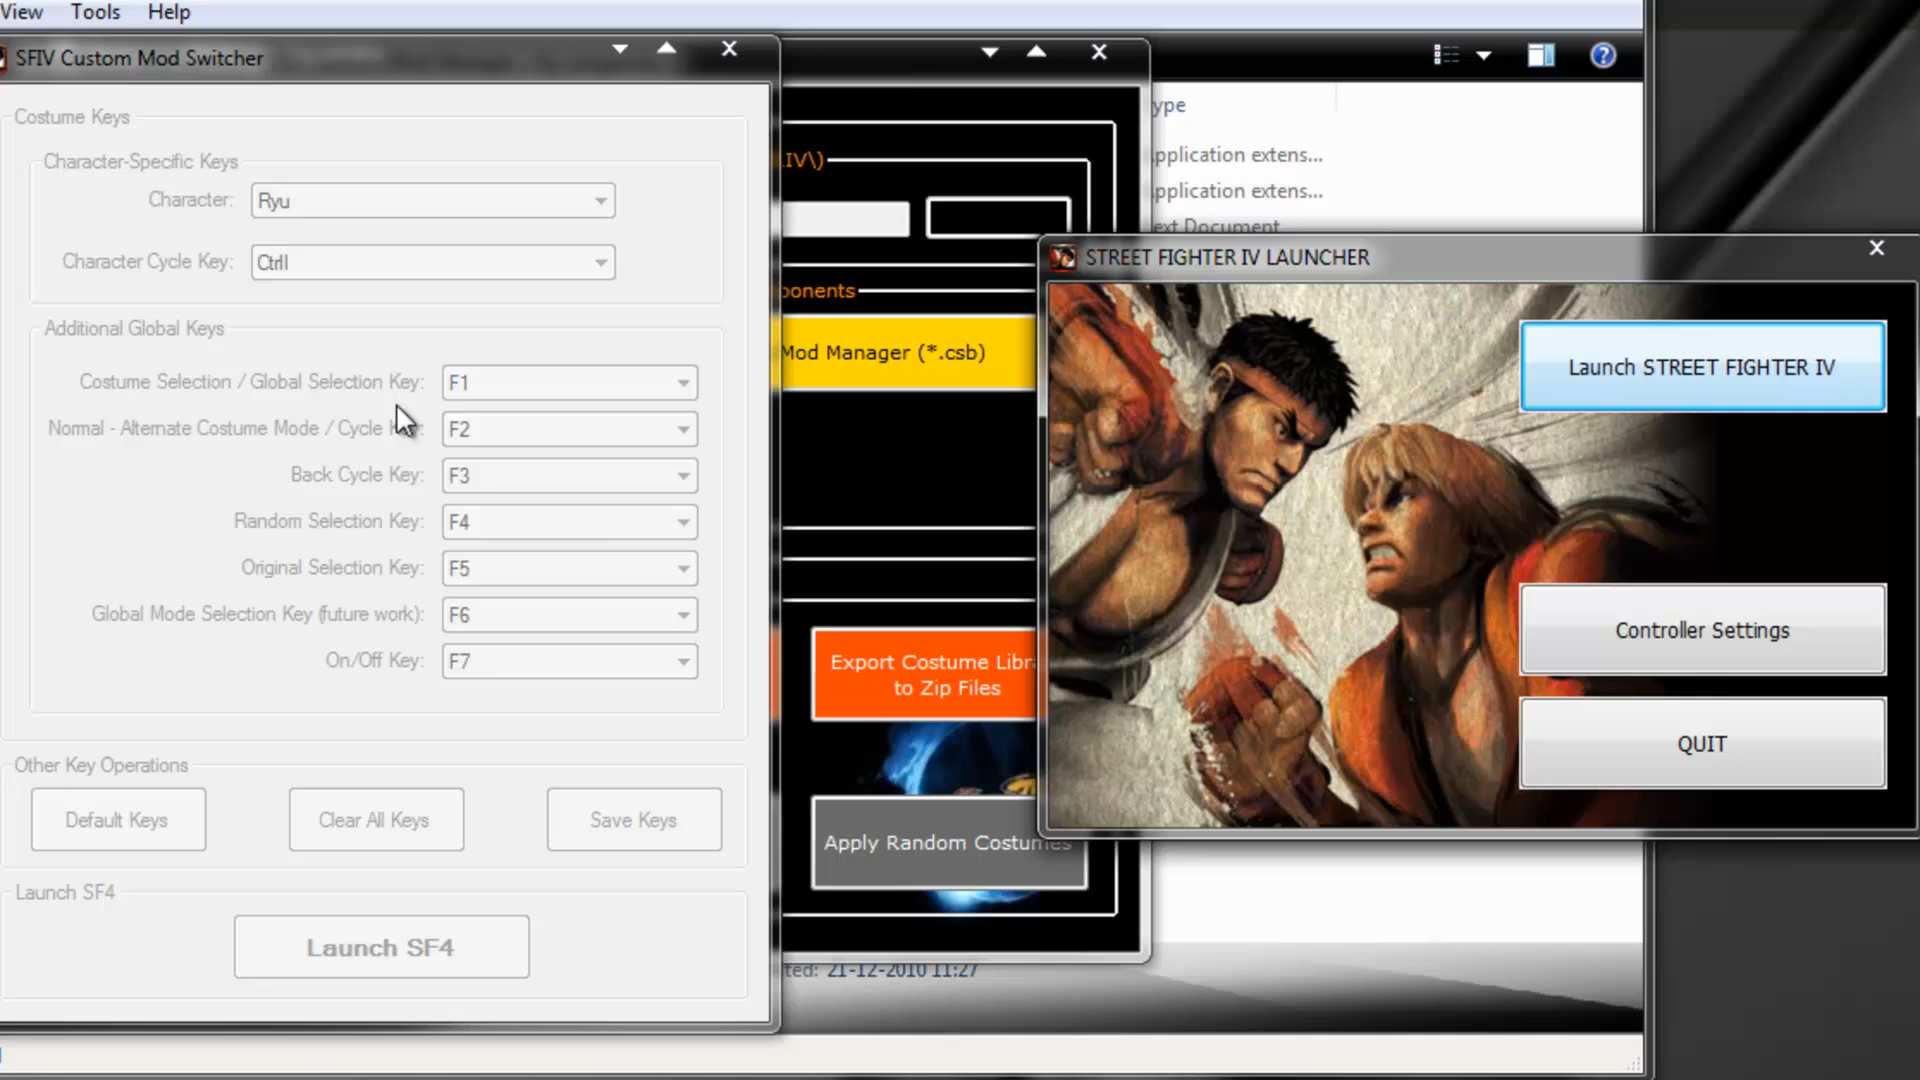 View Tools Help
SFIV Custom Mod Switcher
Costume Keys
Character-Specific Keys
Character: Ryu
Character Cycle Key: Ctrll
Additional Global Keys
Costume Selection / Global Selection Key: F1
Normal - Alternate Costume Mode / Cycle F2
Back Cycle Key: F3
Random Selection Key: F4
Original Selection Key: F5
Global Mode Selection Key (future work): F6
On/Off Key: F7
Other Key Operations
Default Keys Clear All Keys Save Keys
Launch SF4
Launch SF4
IV\)
ponents
Mod Manager (*.csb)
Export Costume Libra
to Zip Files
Apply Random Costumes
ype
pplication extens...
pplication extens...
ext Document
ted: 21-12-2010 11:27
STREET FIGHTER IV LAUNCHER
Launch STREET FIGHTER IV
Controller Settings
QUIT